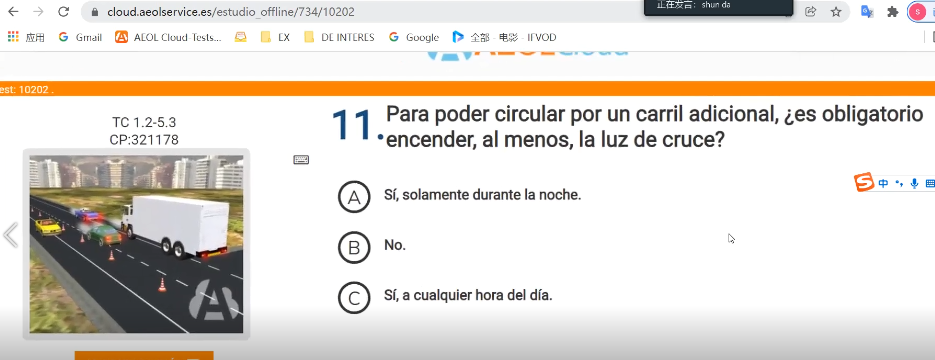 正在发言: shun da
cloud.aeolservice.es/estudio_offline/734/10202
应用 Gmail AEOL Cloud-Tests... EX DE INTERES Google 全部 - 电影 - IFVOD
est: 10202 .
TC 1.2-5.3
CP:321178
11. Para poder circular por un carril adicional, ¿es obligatorio
encender, al menos, la luz de cruce?
A Sí, solamente durante la noche.
B No.
C Sí, a cualquier hora del día.
中